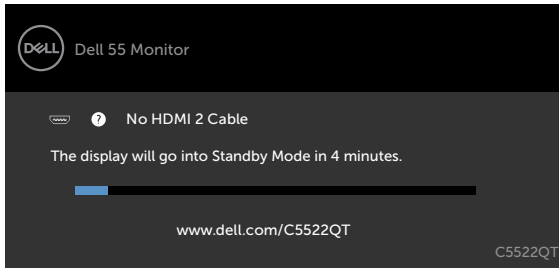 DELL
Dell 55 Monitor
? No HDMI 2 Cable
The display will go into Standby Mode in 4 minutes.
www.dell.com/C5522QT
C5522QT